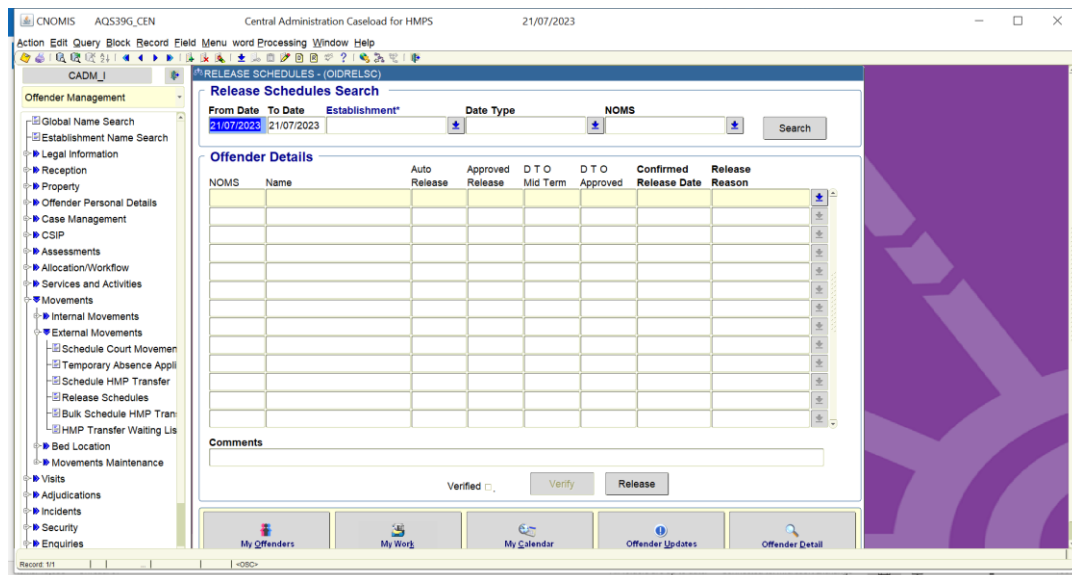 CNOMIS AQS39G_CEN Central Administration Caseload for HMPS 21/07/2023
Action Edit Query Block Record Field Menu word Processing Window Help
CADM_I
Offender Management
Global Name Search
Establishment Name Search
Legal Information
Reception
Property
Offender Personal Details
Case Management
CSIP
Assessments
Allocation/Workflow
Services and Activities
Movements
Internal Movements
External Movements
Schedule Court Movemen
Temporary Absence Appli
Schedule HMP Transfer
Release Schedules
Bulk Schedule HMP Tran
HMP Transfer Waiting Lis
Bed Location
Movements Maintenance
Visits
Adjudications
Incidents
Security
Enquiries
RELEASE SCHEDULES - (OIDRELSC)
Release Schedules Search
From Date To Date Establishment* Date Type NOMS
21/07/2023 21/07/2023
Search
Offender Details
Auto Approved D T O D T O Confirmed Release
NOMS Name Release Release Mid Term Approved Release Date Reason
Comments
Verified Verify Release
My Offenders My Work My Calendar Offender Updates Offender Detail
Record: 1/1 ... <OSC>